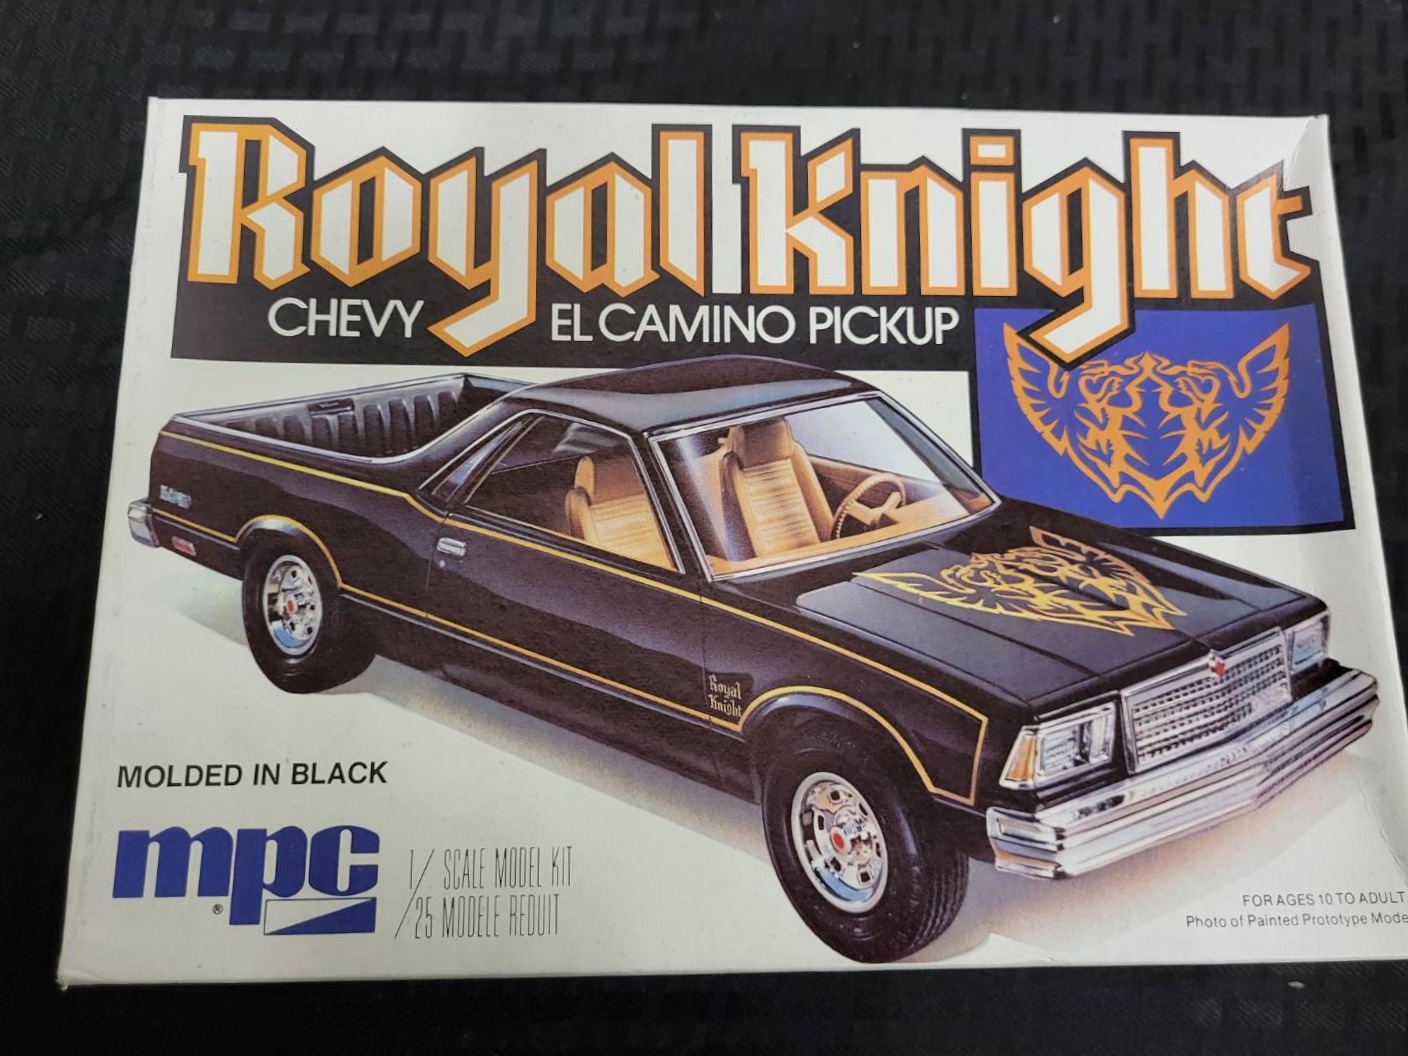 Royal Knight
CHEVY EL CAMINO PICKUP
Royal
Knight
MOLDED IN BLACK
mpc®
1/25 SCALE MODEL KIT
MODELE REDUIT
FOR AGES 10 TO ADULT
Photo of Painted Prototype Mode